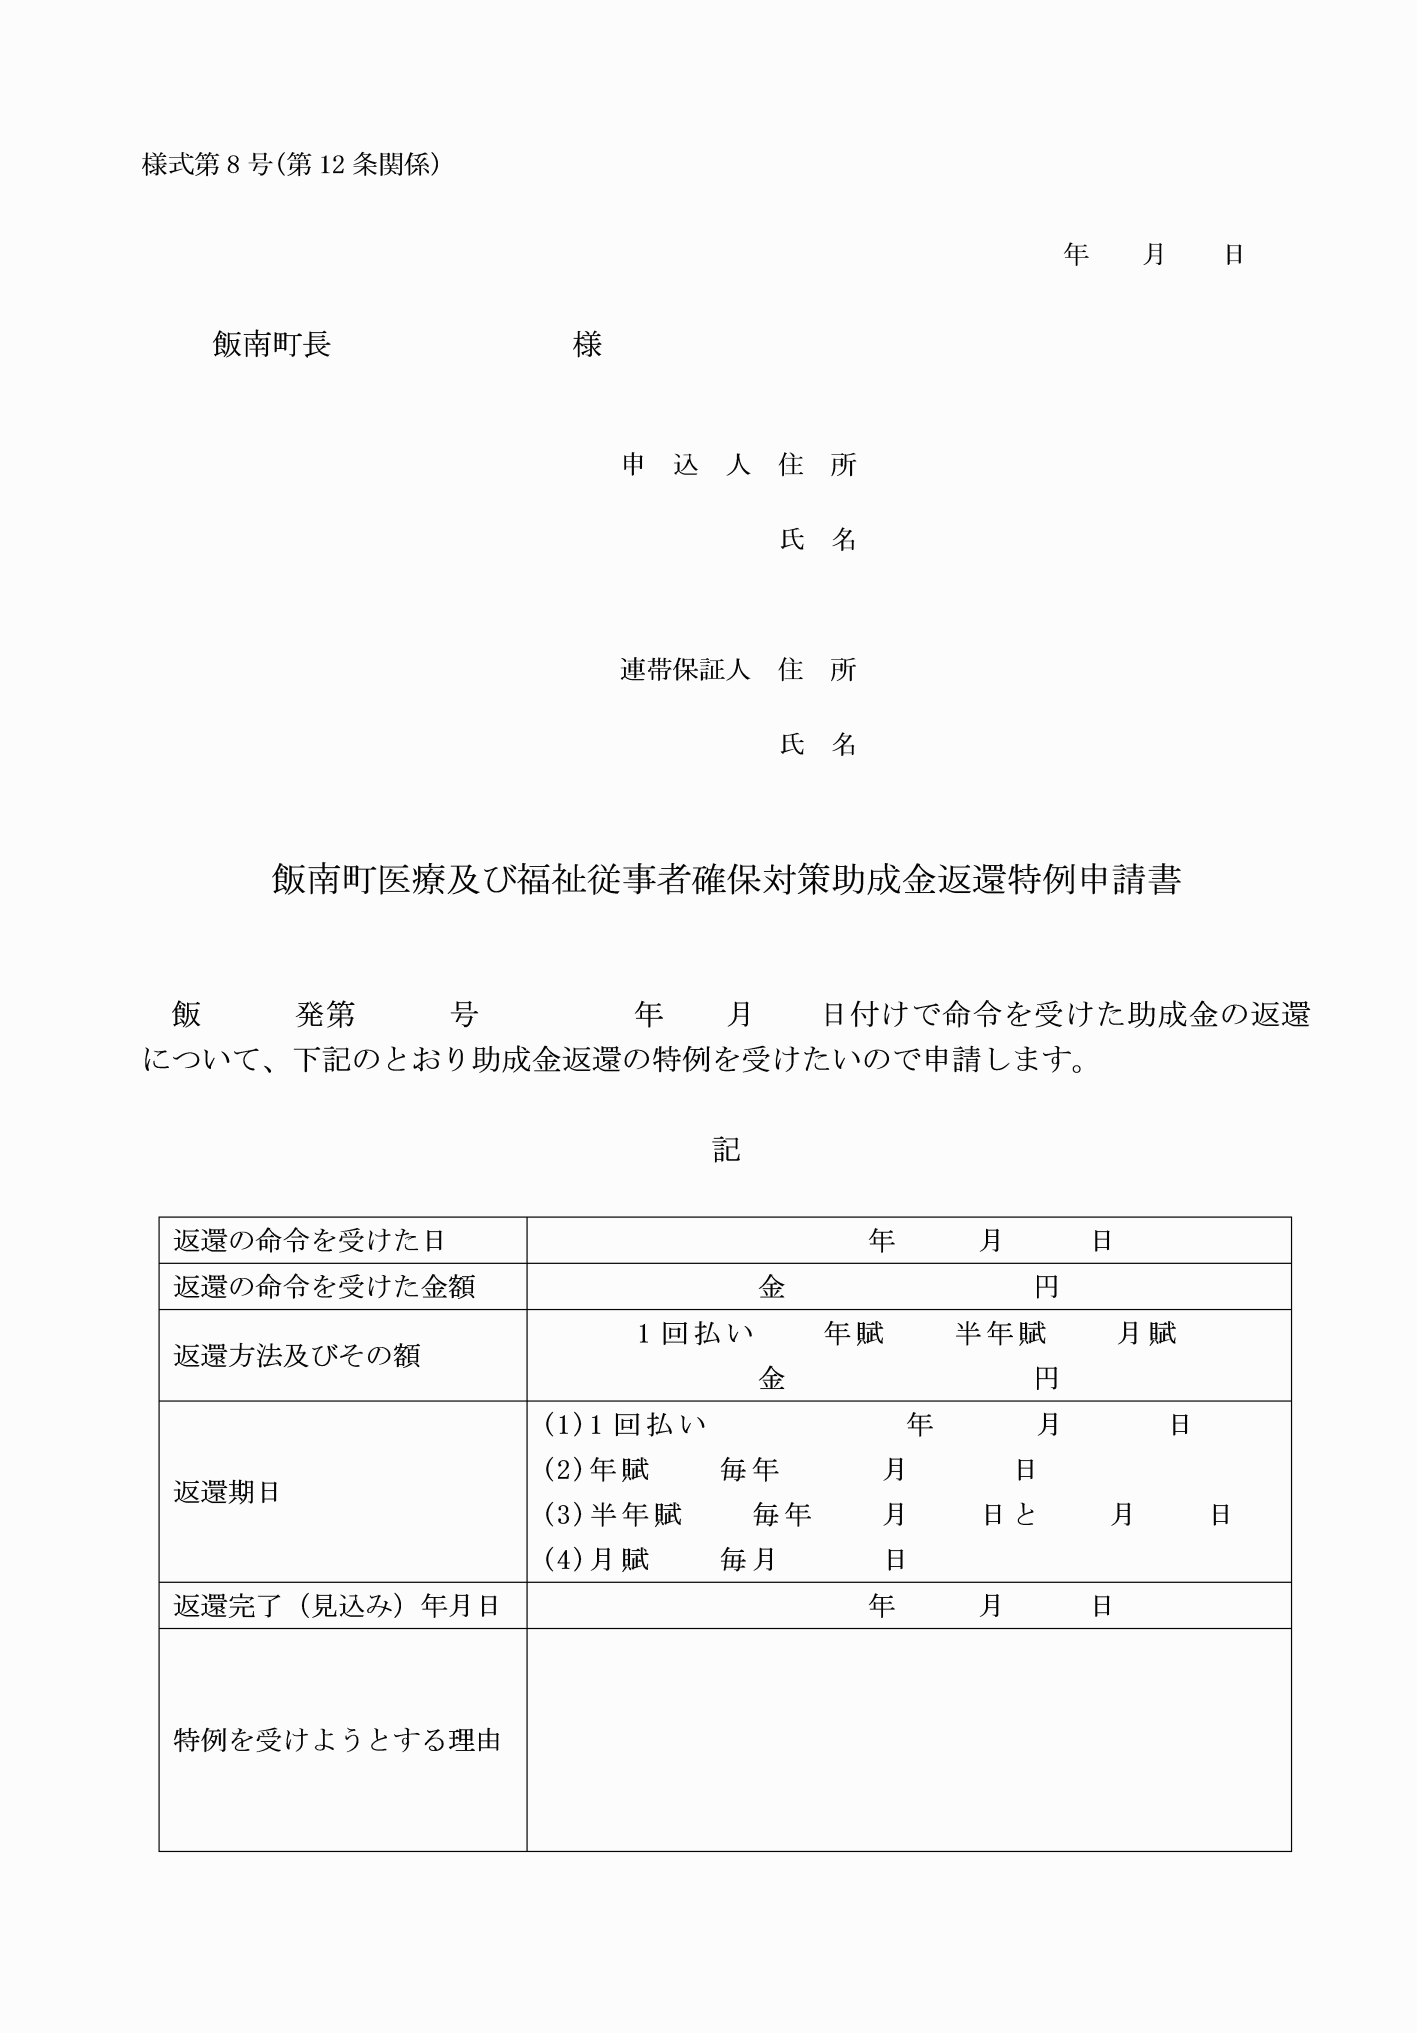 様式第8号(第12条関係)
年　　月　　日
飯南町長　　　　　　　　様
申　込　人　住　所
氏　名
連帯保証人　住　所
氏　名
飯南町医療及び福祉従事者確保対策助成金返還特例申請書
飯　　　発第　　　号　　　　　年　　月　　日付けで命令を受けた助成金の返還
について、下記のとおり助成金返還の特例を受けたいので申請します。
記
返還の命令を受けた日　　　　年　　　月　　　日
返還の命令を受けた金額　　　　金　　　　　　　　　円
返還方法及びその額
1回払い　　年賦　　半年賦　　月賦
金　　　　　　　　　円
返還期日
(1)1回払い　　　　　　年　　　月　　　日
(2)年賦　　毎年　　　月　　　日
(3)半年賦　　毎年　　月　　日と　　月　　日
(4)月賦　　毎月　　　日
返還完了（見込み）年月日　　　　年　　　月　　　日
特例を受けようとする理由